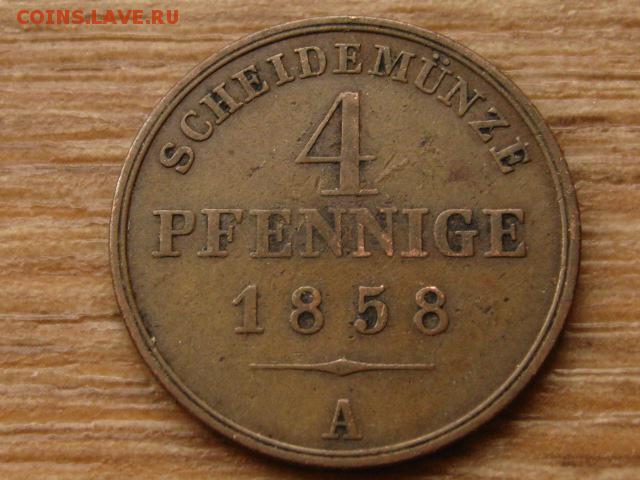 COINS.LAVE.RU
SCHEIDEMÜNZE
4
PFENNIGE
1858
A